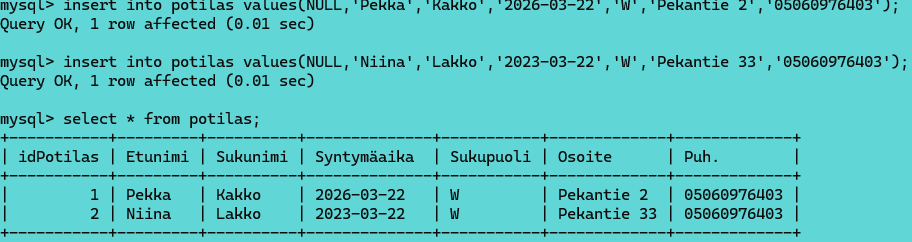 mysql> insert into potilas values(NULL,'Pekka','Kakko','2026-03-22','W','Pekantie 2','05060976403');
Query OK, 1 row affected (0.01 sec)
mysql> insert into potilas values(NULL,'Niina','Lakko','2023-03-22','W','Pekantie 33','05060976403');
Query OK, 1 row affected (0.01 sec)
mysql> select * from potilas;
+----------+---------+----------+--------------+-----------+-------------+-------------+
| idPotilas | Etunimi | Sukunimi | Syntymäaika | Sukupuoli | Osoite | Puh. |
+----------+---------+----------+--------------+-----------+-------------+-------------+
| 1 | Pekka | Kakko | 2026-03-22 | W | Pekantie 2 | 05060976403 |
| 2 | Niina | Lakko | 2023-03-22 | W | Pekantie 33 | 05060976403 |
+----------+---------+----------+--------------+-----------+-------------+-------------+